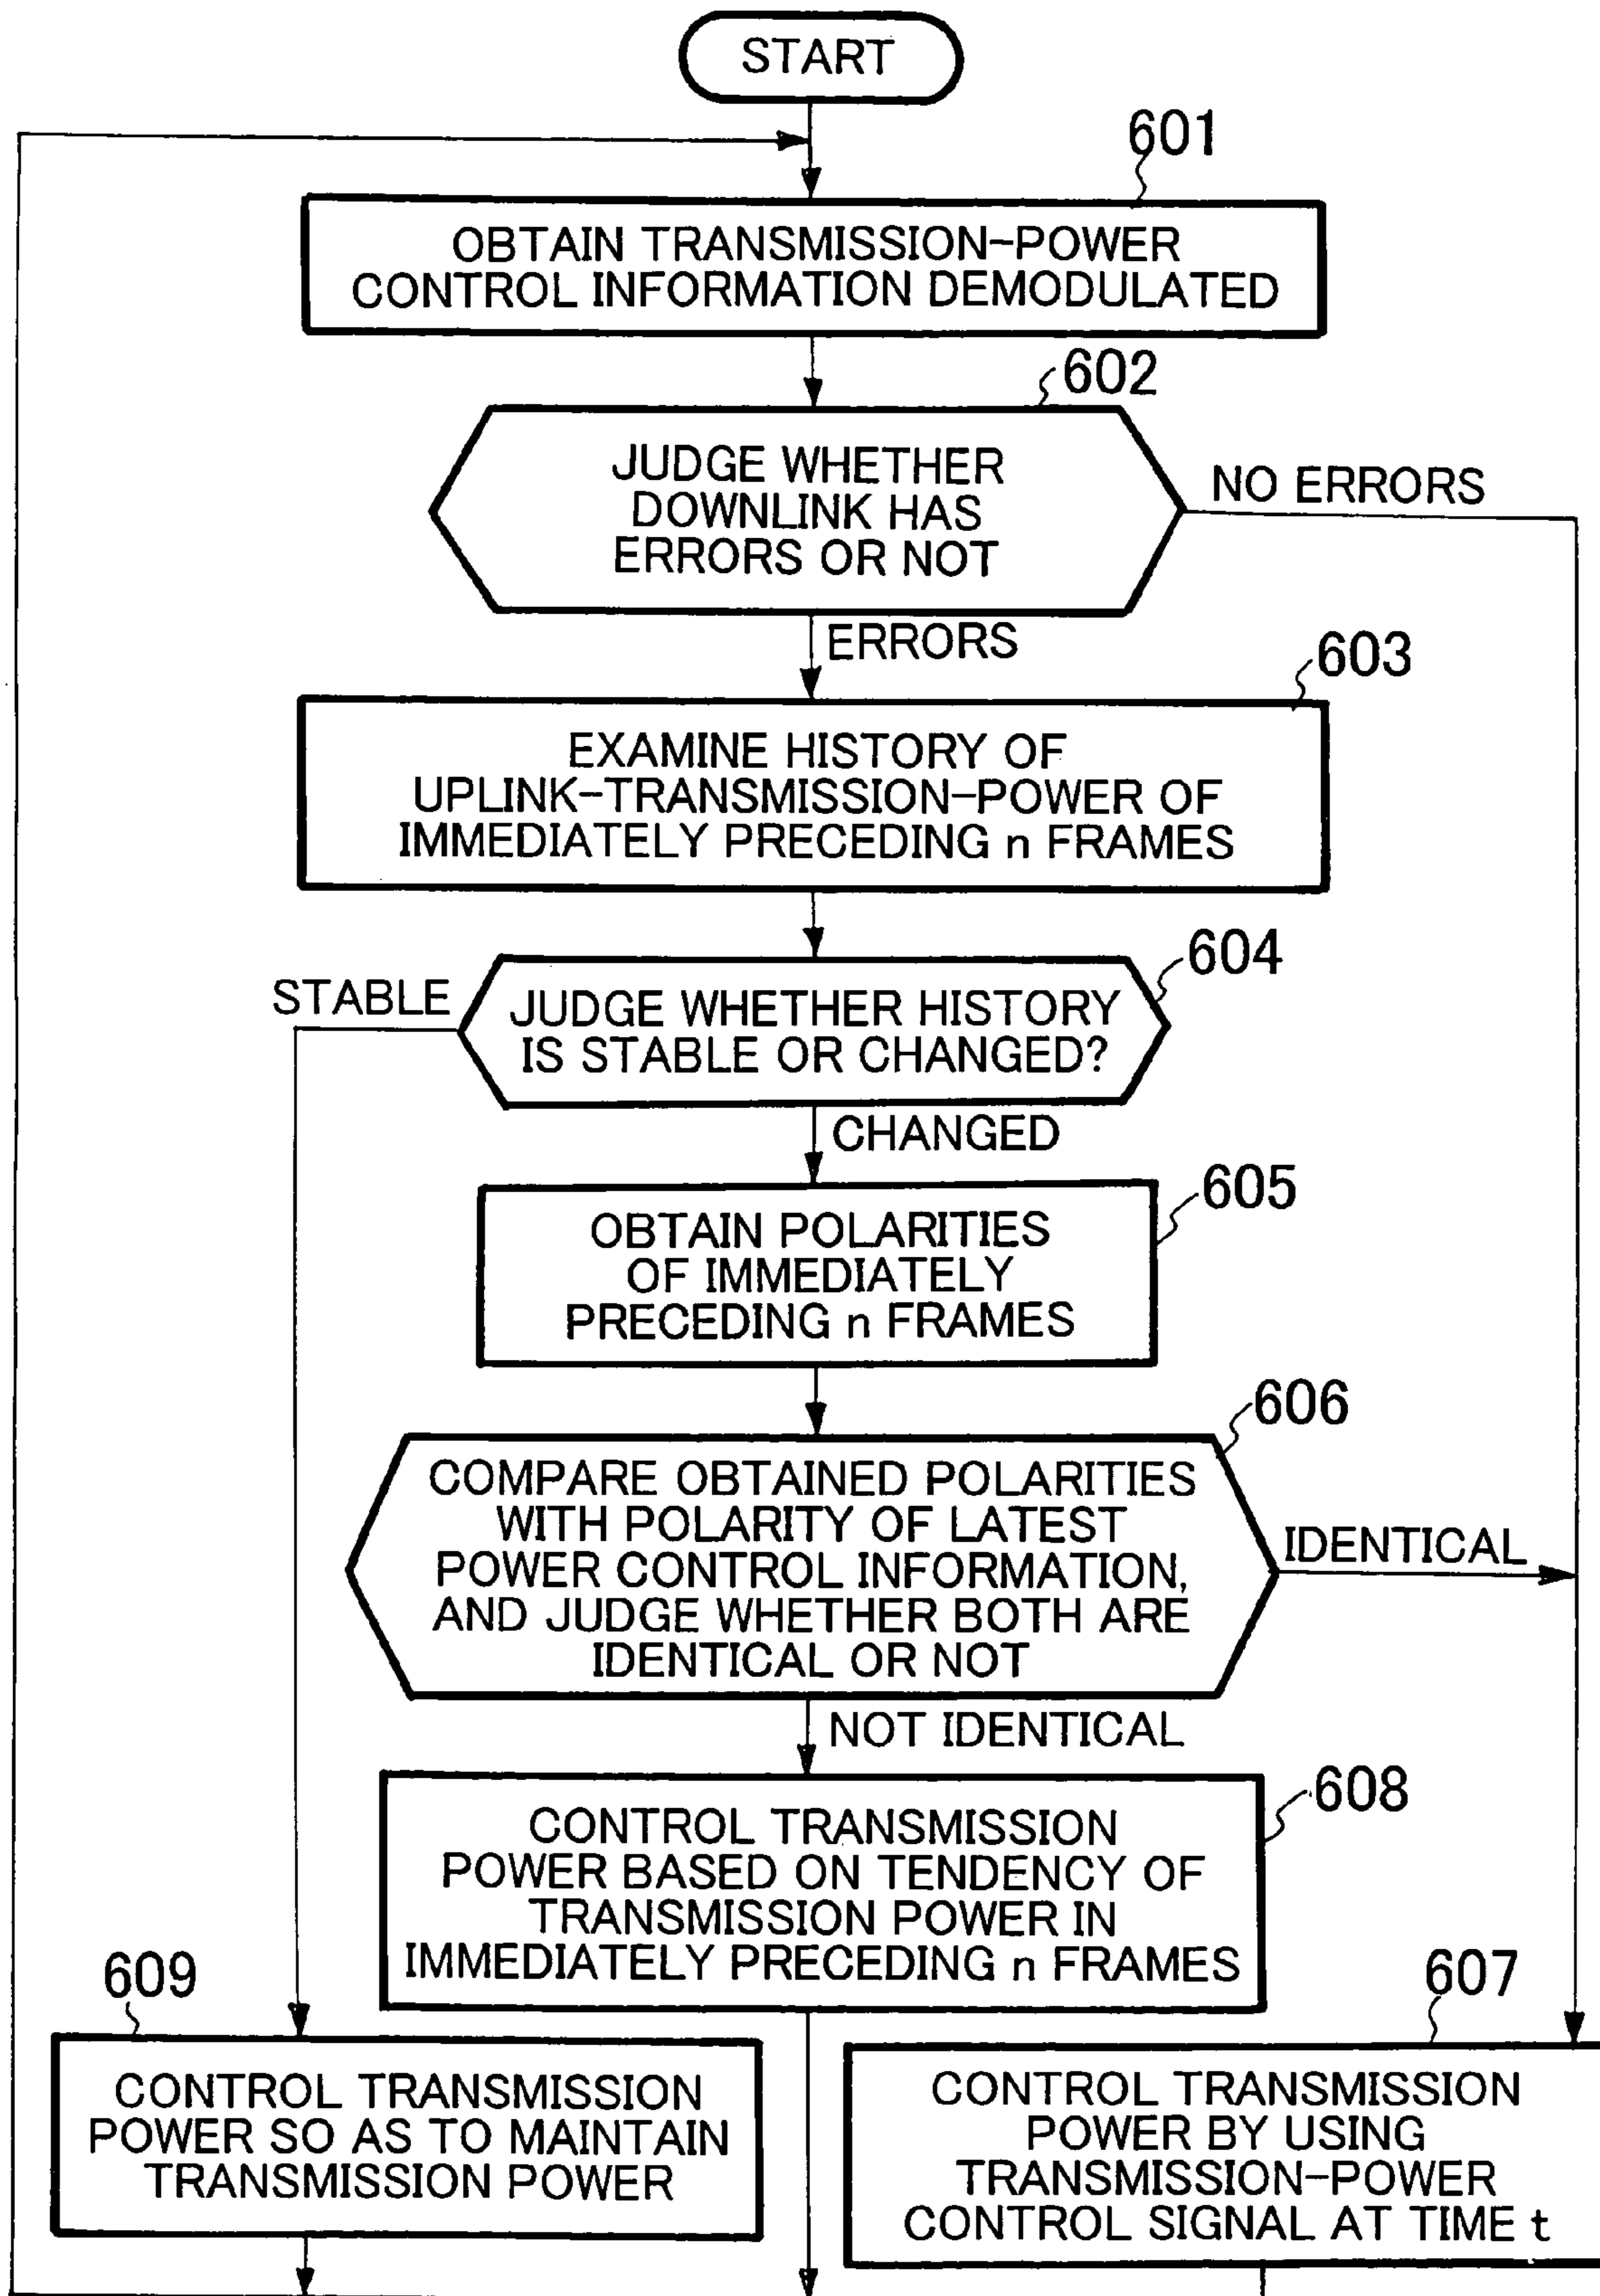 START
601
OBTAIN TRANSMISSION-POWER
CONTROL INFORMATION DEMODULATED
602
JUDGE WHETHER
DOWNLINK HAS
ERRORS OR NOT
NO ERRORS
ERRORS
603
EXAMINE HISTORY OF
UPLINK-TRANSMISSION-POWER OF
IMMEDIATELY PRECEDING n FRAMES
604
STABLE
JUDGE WHETHER HISTORY
IS STABLE OR CHANGED?
CHANGED
605
OBTAIN POLARITIES
OF IMMEDIATELY
PRECEDING n FRAMES
606
COMPARE OBTAINED POLARITIES
WITH POLARITY OF LATEST
POWER CONTROL INFORMATION,
AND JUDGE WHETHER BOTH ARE
IDENTICAL OR NOT
IDENTICAL
NOT IDENTICAL
608
CONTROL TRANSMISSION
POWER BASED ON TENDENCY OF
TRANSMISSION POWER IN
IMMEDIATELY PRECEDING n FRAMES
609
CONTROL TRANSMISSION
POWER SO AS TO MAINTAIN
TRANSMISSION POWER
607
CONTROL TRANSMISSION
POWER BY USING
TRANSMISSION-POWER
CONTROL SIGNAL AT TIME t